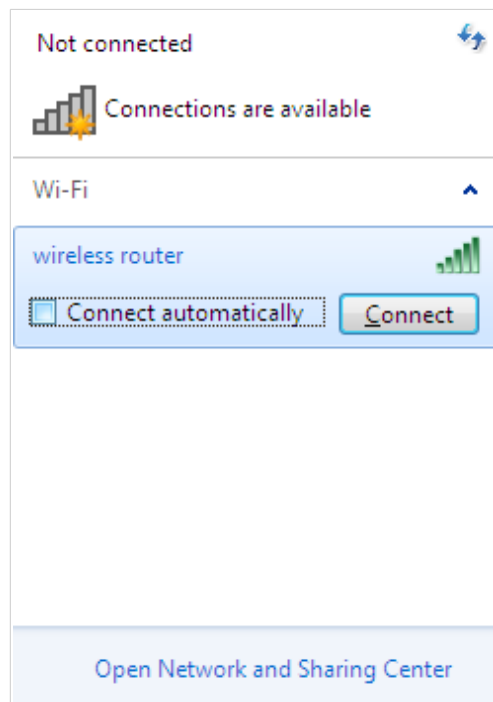 Not connected
Connections are available
Wi-Fi
wireless router
Connect automatically Connect
Open Network and Sharing Center